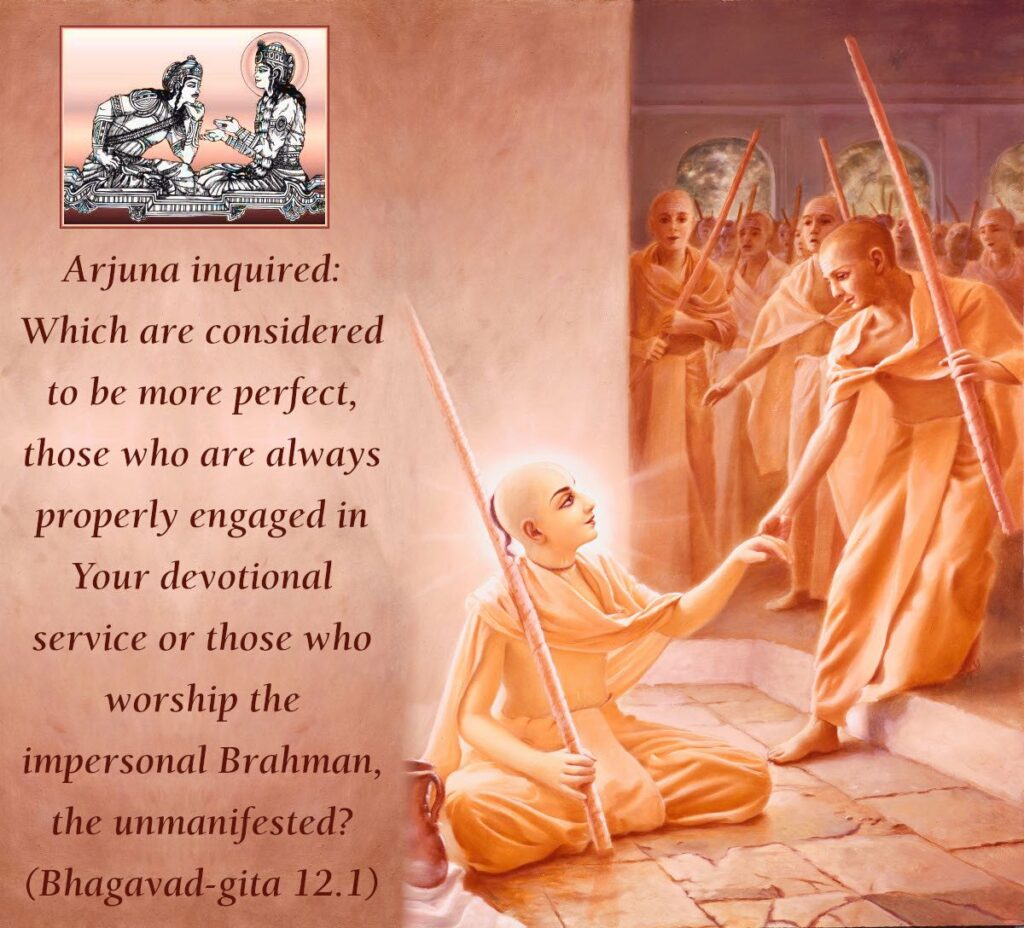 Arjuna inquired:
Which are considered
to be more perfect,
those who are always
properly engaged in
Your devotional
service or those who
worship the
impersonal Brahman,
the unmanifested?
(Bhagavad-gita 12.1)